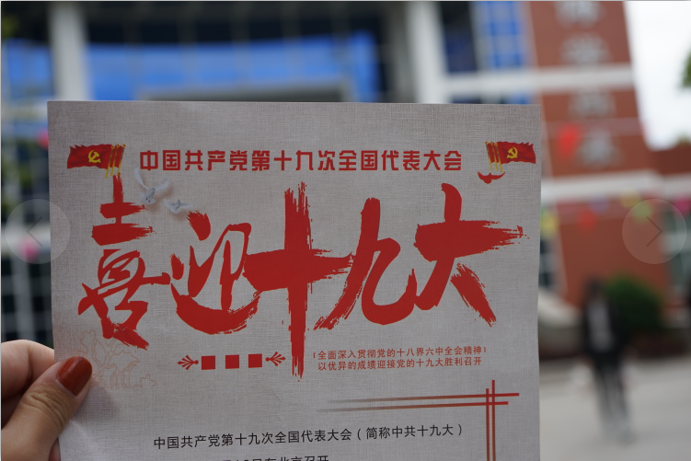 中国共产党第十九次全国代表大会
喜迎十九大
全面深入贯彻党的十八界六中全会精神
以优异的成绩迎接党的十九大胜利召开
中国共产党第十九次全国代表大会（简称中共十九大）